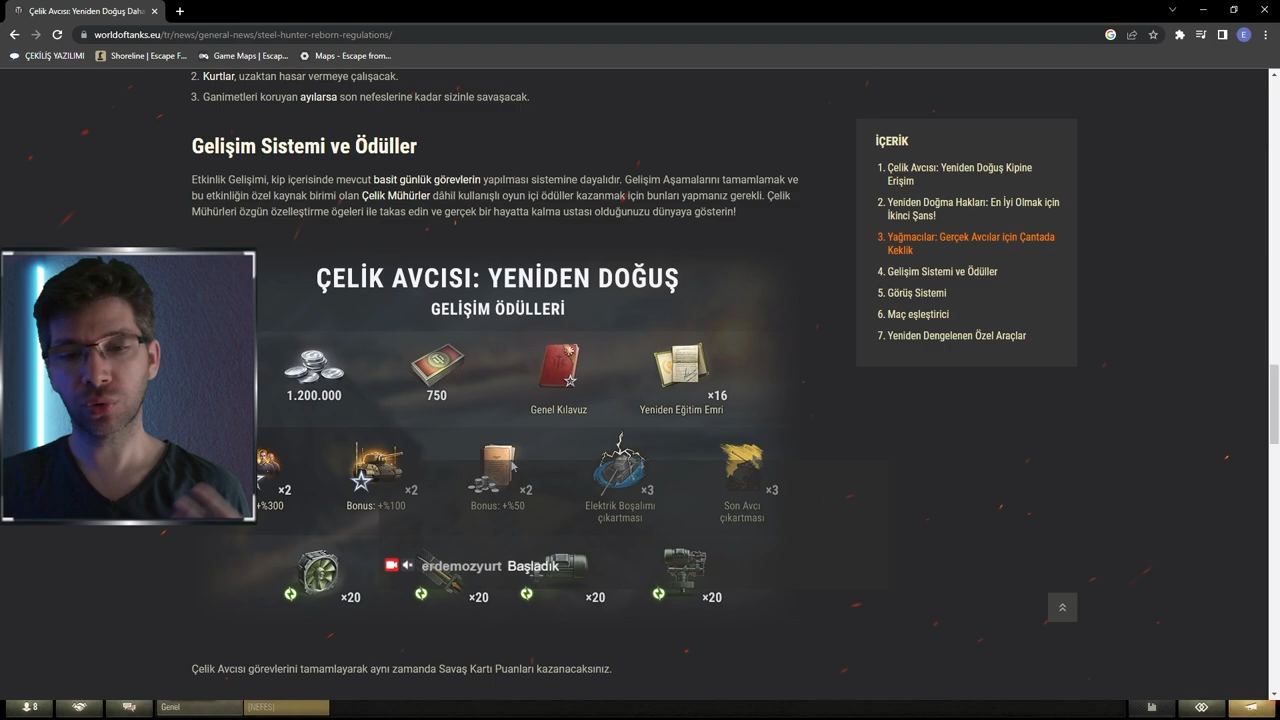 Çelik Avcısı: Yeniden Doğuş Daha
worldoftanks.eu/tr/news/general-news/steel-hunter-reborn-regulations/
E
ÇEKİLİŞ YAZILIMI
Shoreline | Escape F...
Game Maps | Escap...
Maps - Escape from...
2. Kurtlar, uzaktan hasar vermeye çalışacak.
3. Ganimetleri koruyan ayılarsa son nefeslerine kadar sizinle savaşacak.
Gelişim Sistemi ve Ödüller
Etkinlik Gelişimi, kip içerisinde mevcut basit günlük görevlerin yapılması sistemine dayalıdır. Gelişim Aşamalarını tamamlamak ve
bu etkinliğin özel kaynak birimi olan Çelik Mühürler dâhil kullanışlı oyun içi ödüller kazanmak için bunları yapmanız gerekli. Çelik
Mühürleri özgün özelleştirme ögeleri ile takas edin ve gerçek bir hayatta kalma ustası olduğunuzu dünyaya gösterin!
İÇERİK
1. Çelik Avcısı: Yeniden Doğuş Kipine
Erişim
2. Yeniden Doğma Hakları: En İyi Olmak için
İkinci Şans!
3. Yağmacılar: Gerçek Avcılar için Çantada
Keklik
4. Gelişim Sistemi ve Ödüller
5. Görüş Sistemi
6. Maç eşleştirici
7. Yeniden Dengelenen Özel Araçlar
ÇELİK AVCISI: YENİDEN DOĞUŞ
GELİŞİM ÖDÜLLERİ
1.200.000
750
Genel Kılavuz
×16
Yeniden Eğitim Emri
×2
+%300
×2
Bonus: +%100
×2
Bonus: +%50
×3
Elektrik Boşalımı
çıkartması
×3
Son Avcı
çıkartması
erdemozyurt Başladık
×20
×20
×20
×20
Çelik Avcısı görevlerini tamamlayarak aynı zamanda Savaş Kartı Puanları kazanacaksınız.
8
Genel
[NEFES]